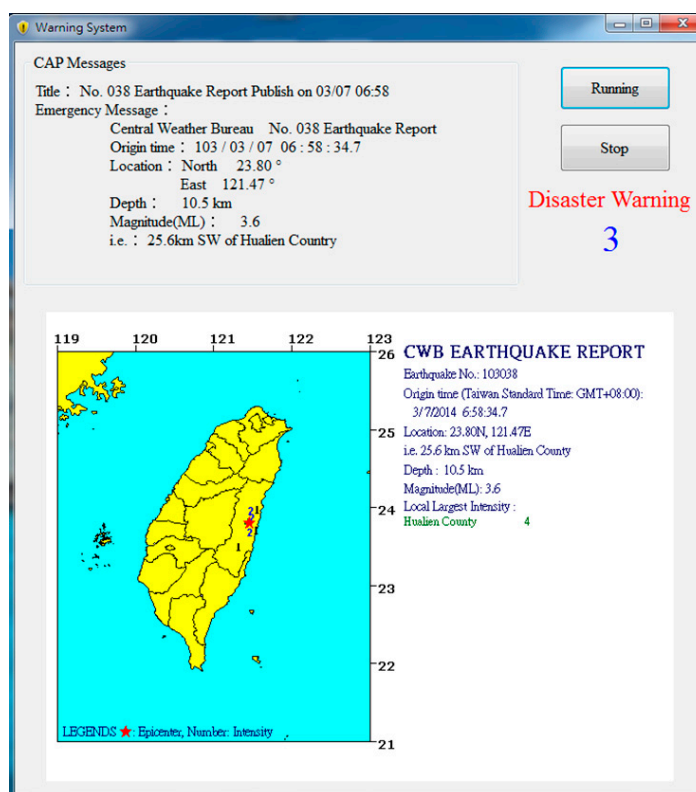 Warning System
CAP Messages
Title： No. 038 Earthquake Report Publish on 03/07 06:58
Emergency Message：
Central Weather Bureau No. 038 Earthquake Report
Origin time： 103 / 03 / 07 06 : 58 : 34.7
Location： North 23.80 °
East 121.47 °
Depth： 10.5 km
Magnitude(ML)： 3.6
i.e.： 25.6km SW of Hualien Country
Running
Stop
Disaster Warning
3
119 120 121 122 123
26
25
24
23
22
21
2 1
2 1
1
LEGENDS ★: Epicenter, Number: Intensity
CWB EARTHQUAKE REPORT
Earthquake No.: 103038
Origin time (Taiwan Standard Time: GMT+08:00):
3/7/2014 6:58:34.7
Location: 23.80N, 121.47E
i.e. 25.6 km SW of Hualien County
Depth : 10.5 km
Magnitude(ML): 3.6
Local Largest Intensity :
Hualien County 4